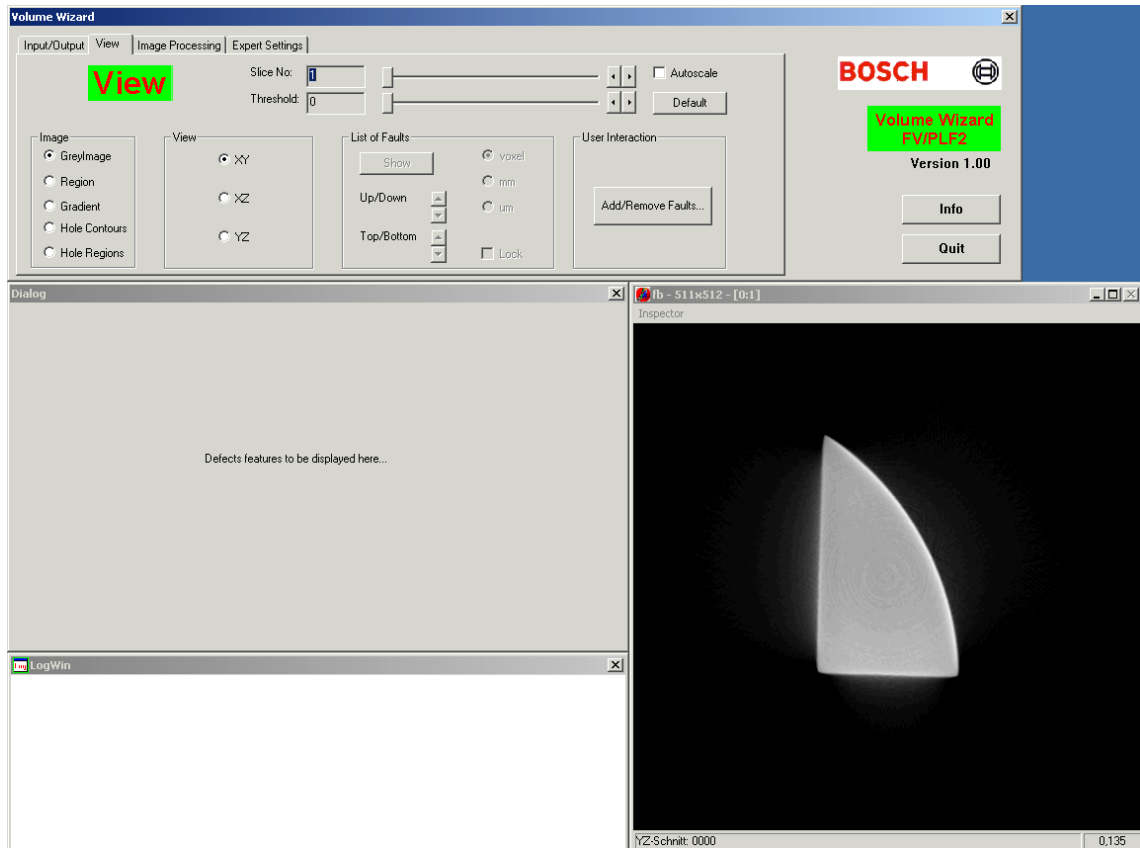 Volume Wizard
Input/Output View Image Processing Expert Settings
View
Slice No: 1
Autoscale
Threshold: 0
Default
BOSCH
Volume Wizard
FV/PLF2
Version 1.00
Info
Quit
Image
GreyImage
Region
Gradient
Hole Contours
Hole Regions
View
XY
XZ
YZ
List of Faults
Show
voxel
mm
Up/Down
um
Top/Bottom
Lock
User Interaction
Add/Remove Faults...
Dialog
Defects features to be displayed here...
fb - 511x512 - [0:1]
Inspector
YZ-Schnitt: 0000
0,135
Log LogWin